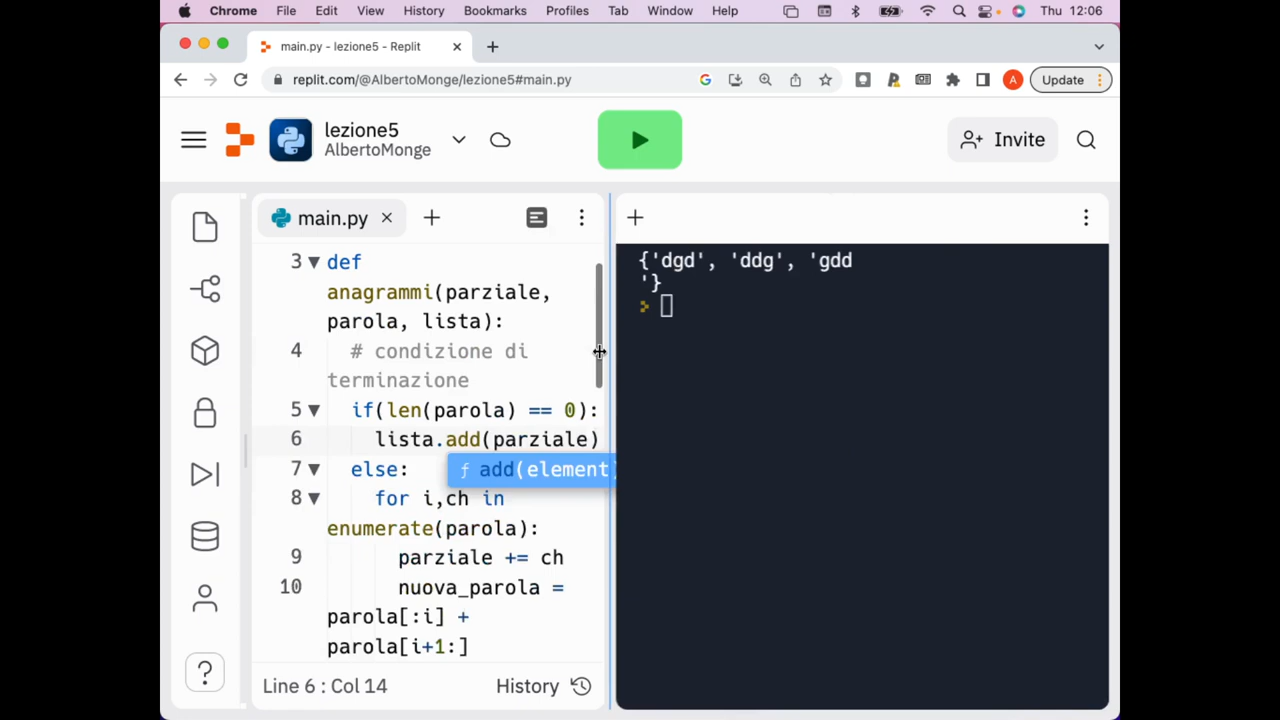 Chrome File Edit View History Bookmarks Profiles Tab Window Help Thu 12:06
main.py - lezione5 - Replit
replit.com/@AlbertoMonge/lezione5#main.py A Update
lezione5
AlbertoMonge
Invite
main.py
3 def
anagrammi(parziale,
parola, lista):
4 # condizione di
terminazione
5 if(len(parola) == 0):
6 lista.add(parziale)
7 else:
ƒ add(element)
8 for i,ch in
enumerate(parola):
9 parziale += ch
10 nuova_parola =
parola[:i] +
parola[i+1:]
Line 6 : Col 14 History
{'dgd', 'ddg', 'gdd
'}
>
?